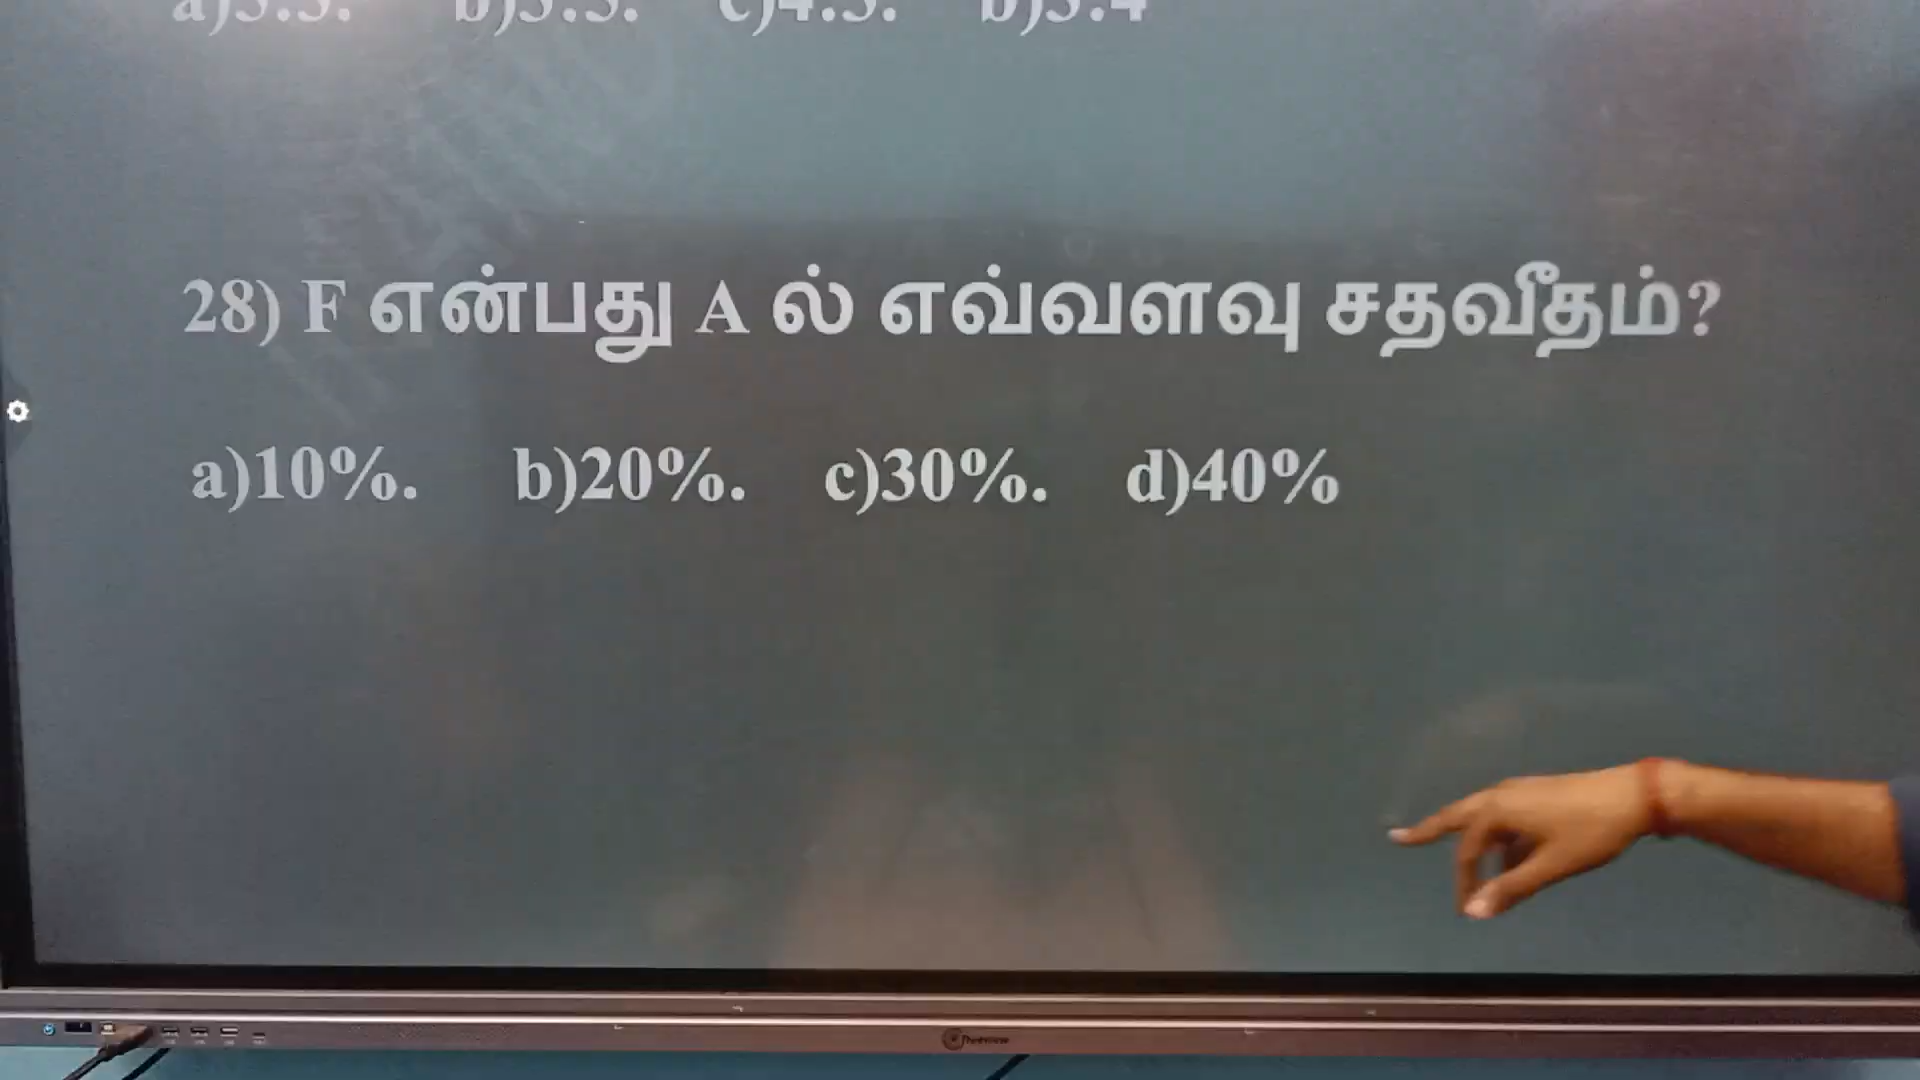 28) F என்பது A ல் எவ்வளவு சதவீதம்?
a)10%. b)20%. c)30%. d)40%